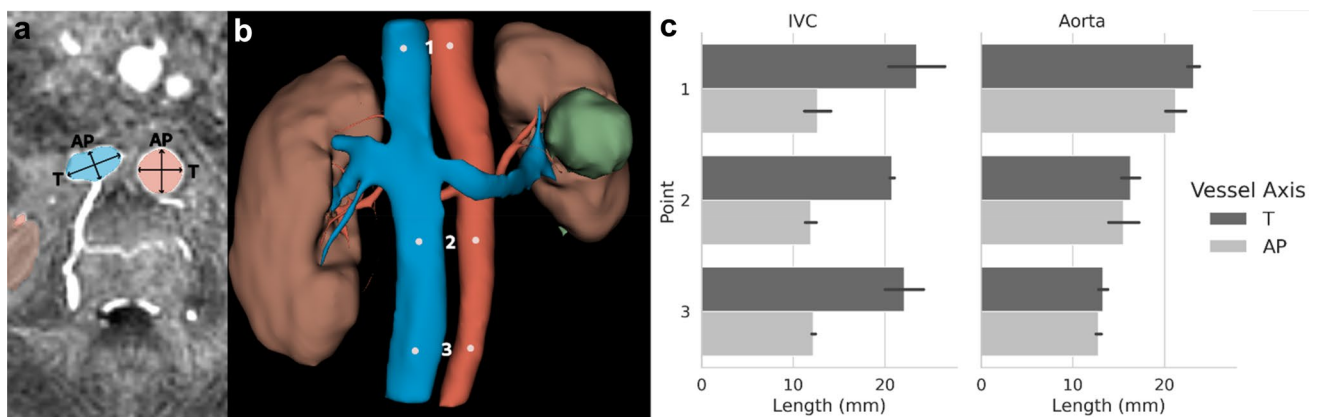 a
AP
AP
T
T
b
1
2
3
c
IVC
Aorta
Point
1
2
3
0
10
20
0
10
20
Length (mm)
Length (mm)
Vessel Axis
T
AP